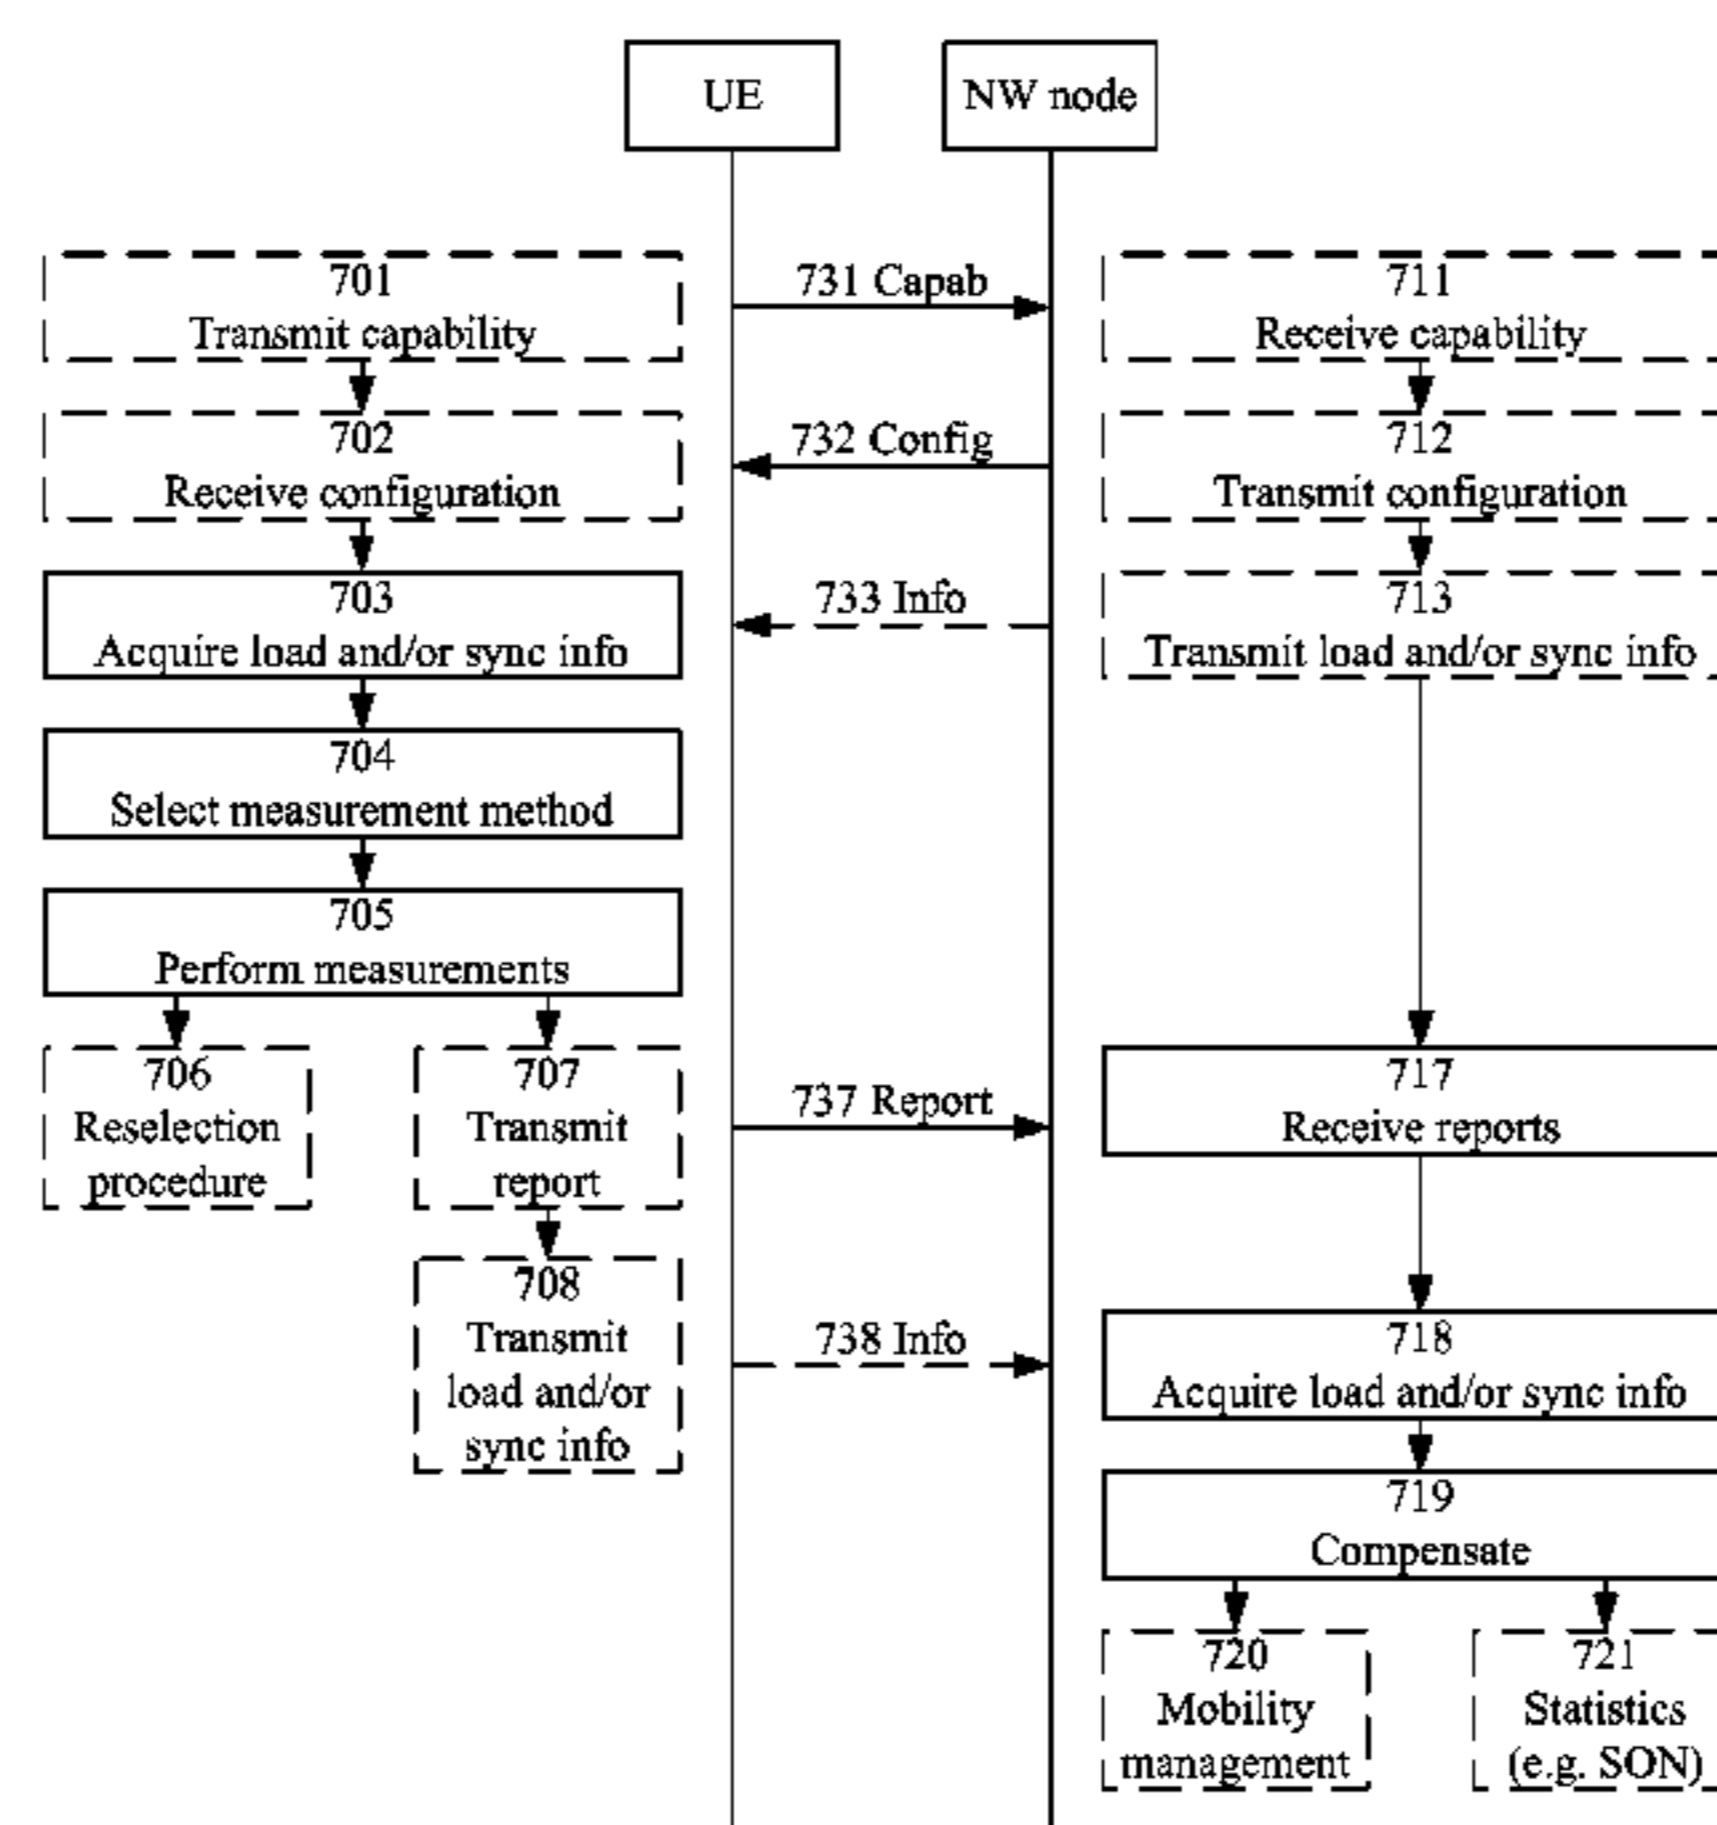 UE
NW node
701
Transmit capability
731 Capab
711
Receive capability
702
Receive configuration
732 Config
712
Transmit configuration
703
Acquire load and/or sync info
733 Info
713
Transmit load and/or sync info
704
Select measurement method
705
Perform measurements
706
Reselection
procedure
707
Transmit
report
737 Report
717
Receive reports
708
Transmit
load and/or
sync info
738 Info
718
Acquire load and/or sync info
719
Compensate
720
Mobility
management
721
Statistics
(e.g. SON)